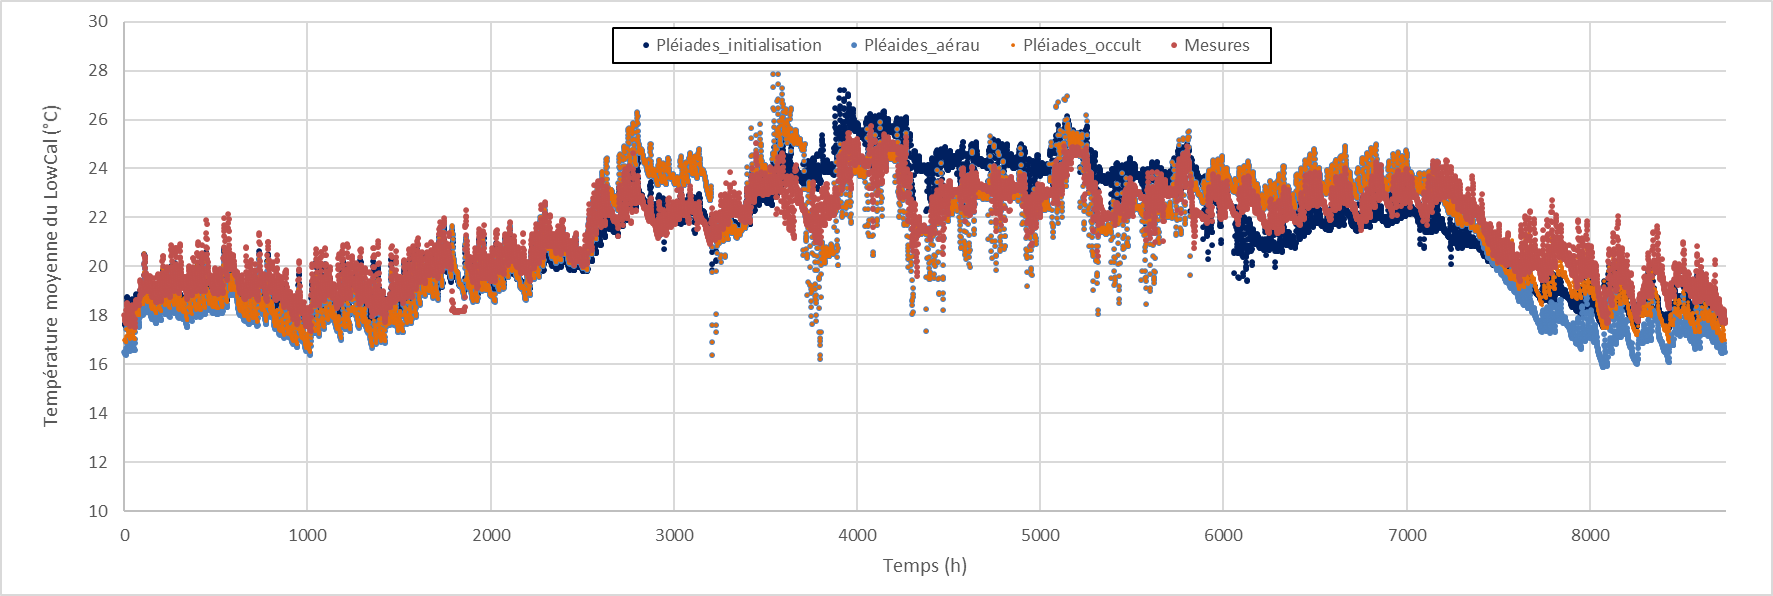 Pléiades_initialisation Pléaides_aérau Pléiades_occult Mesures
Température moyenne du LowCal (°C)
30
28
26
24
22
20
18
16
14
12
10
0 1000 2000 3000 4000 5000 6000 7000 8000
Temps (h)